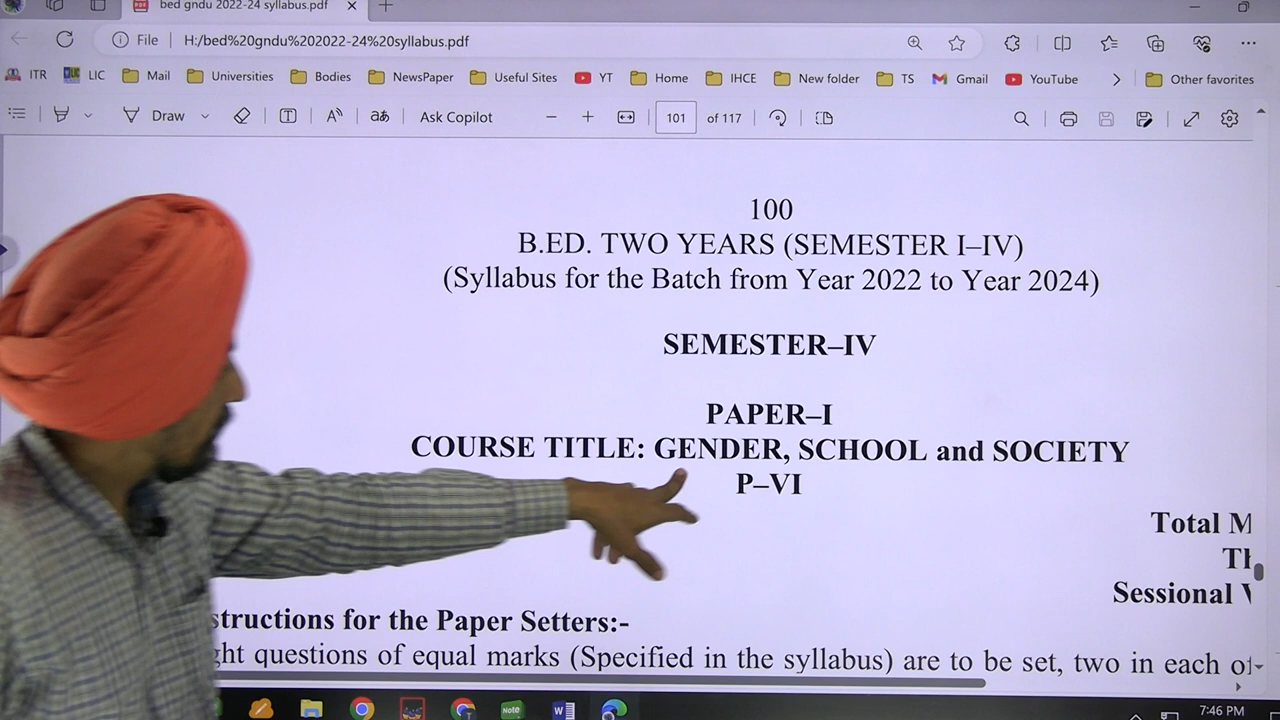 bed gndu 2022-24 syllabus.pdf
File H:/bed%20gndu%202022-24%20syllabus.pdf
ITR LIC Mail Universities Bodies NewsPaper Useful Sites YT Home IHCE New folder TS Gmail YouTube Other favorites
Draw aあ Ask Copilot 101 of 117
100
B.ED. TWO YEARS (SEMESTER I–IV)
(Syllabus for the Batch from Year 2022 to Year 2024)
SEMESTER–IV
PAPER–I
COURSE TITLE: GENDER, SCHOOL and SOCIETY
P–VI
Total M
Th
Sessional
structions for the Paper Setters:-
ght questions of equal marks (Specified in the syllabus) are to be set, two in each of
Note
7:46 PM